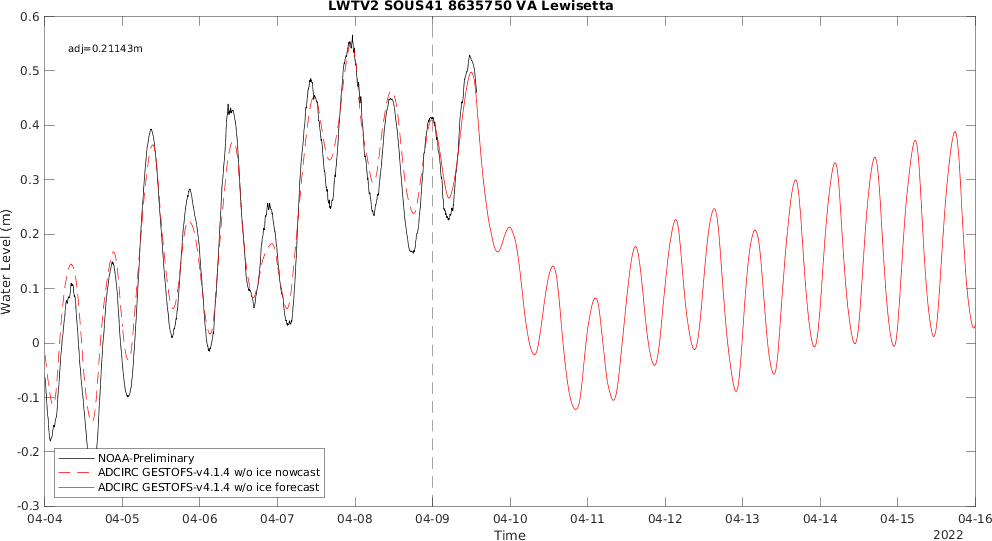 LWTV2 SOUS41 8635750 VA Lewisetta
adj=0.21143m
0.6
0.5
0.4
0.3
0.2
0.1
0
-0.1
-0.2
-0.3
Water Level (m)
NOAA-Preliminary
ADCIRC GESTOFS-v4.1.4 w/o ice nowcast
ADCIRC GESTOFS-v4.1.4 w/o ice forecast
04-04 04-05 04-06 04-07 04-08 04-09 04-10 04-11 04-12 04-13 04-14 04-15 04-16
Time
2022